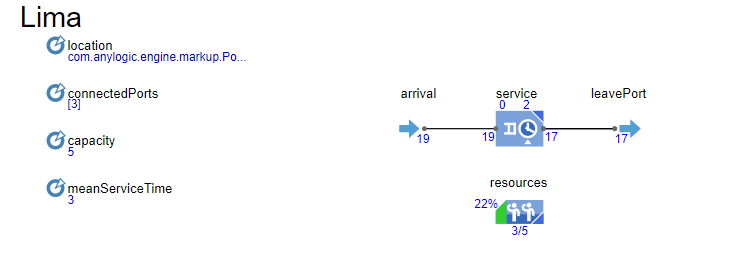 Lima
location
com.anylogic.engine.markup.Po...
connectedPorts
[3]
capacity
5
meanServiceTime
3
arrival
19
service
0 2
19 17
leavePort
17
resources
22%
3/5